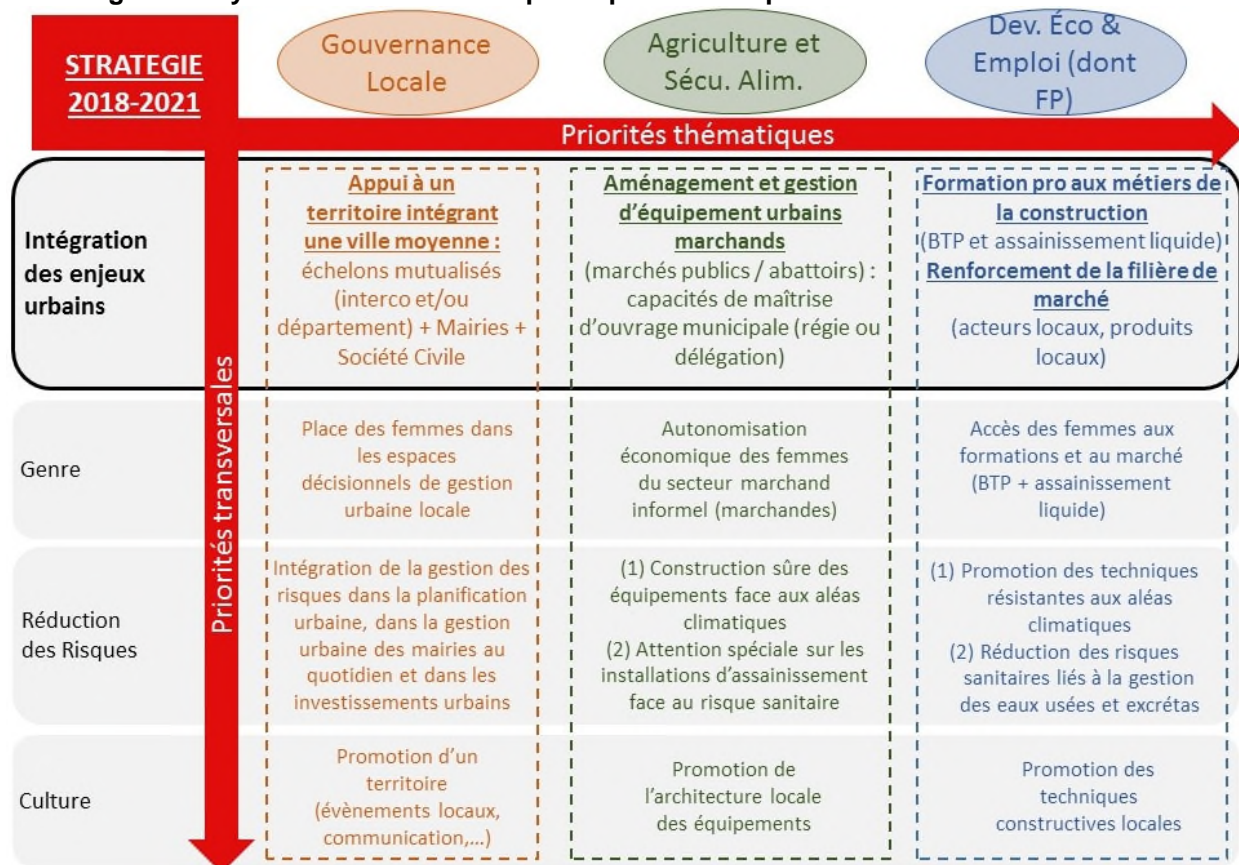 STRATEGIE
2018-2021
Gouvernance
Locale
Agriculture et
Sécu. Alim.
Dev. Éco &
Emploi (dont
FP)
Priorités thématiques
Priorités transversales
Intégration
des enjeux
urbains
Appui à un
territoire intégrant
une ville moyenne :
échelons mutualisés
(interco et/ou
département) + Mairies +
Société Civile
Aménagement et gestion
d'équipement urbains
marchands
(marchés publics / abattoirs) :
capacités de maîtrise
d'ouvrage municipale (régie ou
délégation)
Formation pro aux métiers de
la construction
(BTP et assainissement liquide)
Renforcement de la filière de
marché
(acteurs locaux, produits
locaux)
Genre
Place des femmes dans
les espaces
décisionnels de gestion
urbaine locale
Autonomisation
économique des femmes
du secteur marchand
informel (marchandes)
Accès des femmes aux
formations et au marché
(BTP + assainissement
liquide)
Réduction
des Risques
Intégration de la gestion des
risques dans la planification
urbaine, dans la gestion
urbaine des mairies au
quotidien et dans les
investissements urbains
(1) Construction sûre des
équipements face aux aléas
climatiques
(2) Attention spéciale sur les
installations d'assainissement
face au risque sanitaire
(1) Promotion des techniques
résistantes aux aléas
climatiques
(2) Réduction des risques
sanitaires liés à la gestion
des eaux usées et excrétas
Culture
Promotion d'un
territoire
(évènements locaux,
communication,...)
Promotion de
l'architecture locale
des équipements
Promotion des
techniques
constructives locales